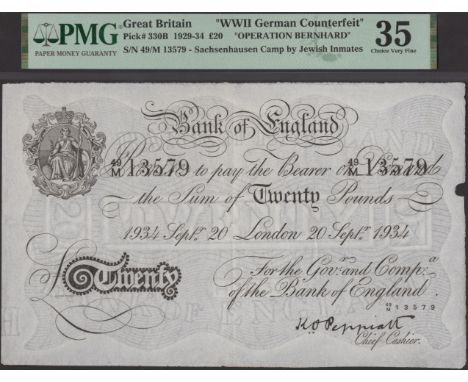 PMG
PAPER MONEY GUARANTY
Great Britain "WWII German Counterfeit"
Pick# 330B 1929-34 £20 "OPERATION BERNHARD"
S/N 49/M 13579 - Sachsenhausen Camp by Jewish Inmates
35
Choice Very Fine
Bank of England
49/M 13579 to pay the Bearer on 49/M 13579
the Sum of Twenty Pounds
1934 Septr. 20 London 20 Septr. 1934
Twenty
For the Govr. and Compa.
of the Bank of England.
49/M 13579
K.O. Peppiatt
Chief Cashier.